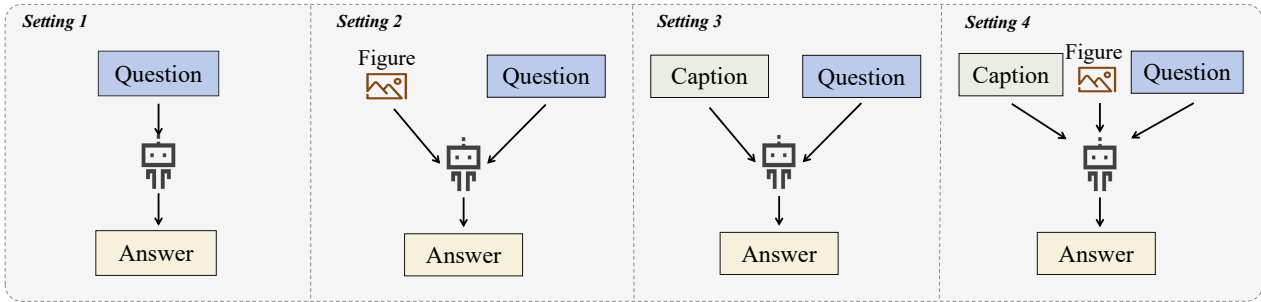 Setting 1
Question
Answer
Setting 2
Figure
Question
Answer
Setting 3
Caption
Question
Answer
Setting 4
Caption
Figure
Question
Answer